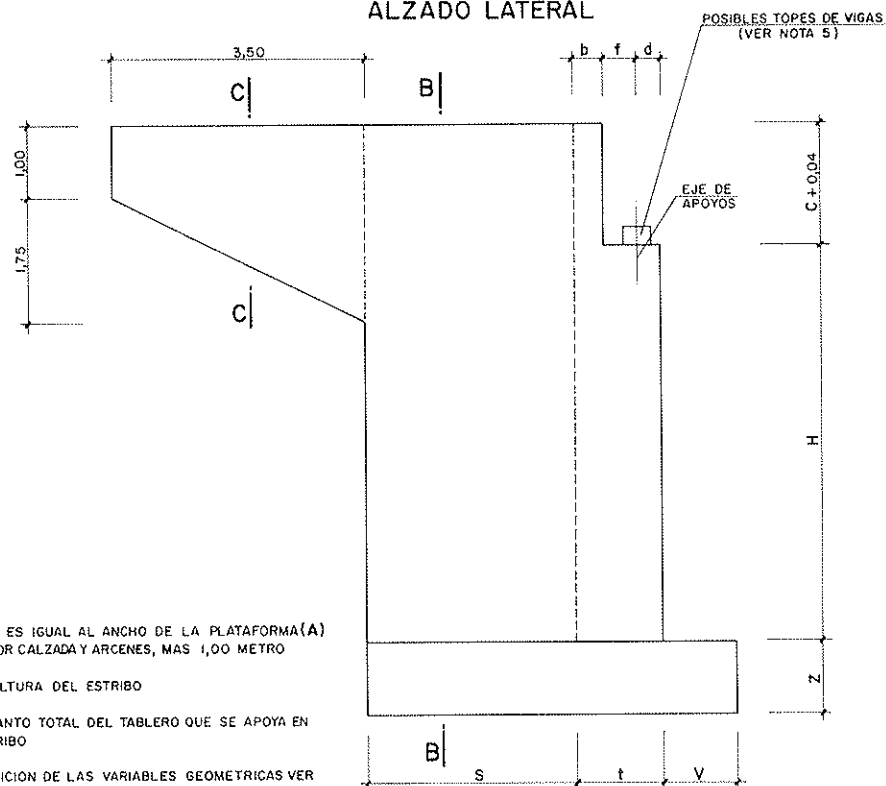 ALZADO LATERAL
POSIBLES TOPES DE VIGAS
(VER NOTA 5)
3,50
b
f
d
C
B
1,00
C+0,04
EJE DE
APOYOS
1,75
C
H
ES IGUAL AL ANCHO DE LA PLATAFORMA(A)
OR CALZADA Y ARCENES, MAS 1,00 METRO
LTURA DEL ESTRIBO
Z
ANTO TOTAL DEL TABLERO QUE SE APOYA EN
RIBO
B
ICION DE LAS VARIABLES GEOMETRICAS VER
S
t
V